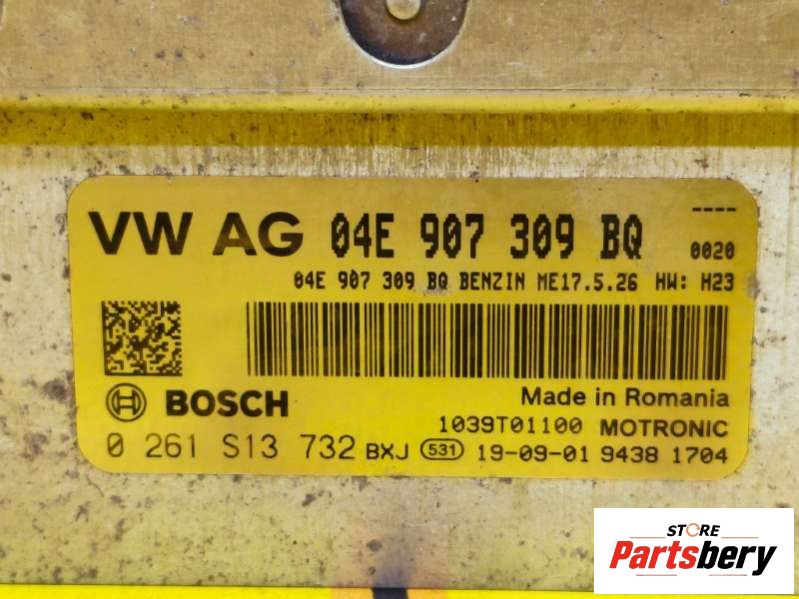 VW AG 04E 907 309 BQ ---- 0020
04E 907 309 BQ BENZIN ME17.5.26 HW: H23
BOSCH
Made in Romania
1039T01100 MOTRONIC
0 261 S13 732 BXJ 531 19-09-01 9438 1704
STORE
Partsbery